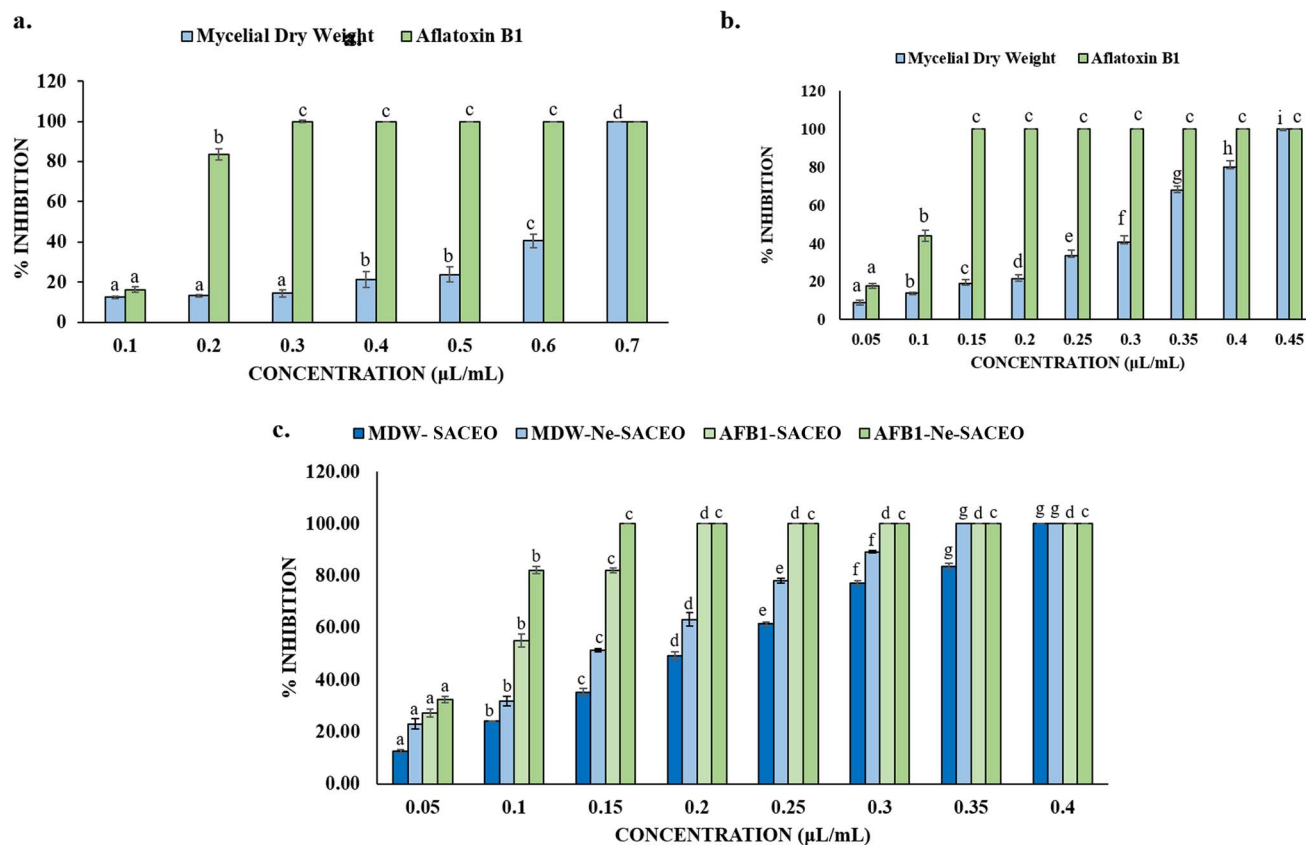 a.
Mycelial Dry Weight Aflatoxin B1
a.
% INHIBITION
120
100
80
60
40
20
0
a a a b a c b c b c c c d
0.1 0.2 0.3 0.4 0.5 0.6 0.7
CONCENTRATION (µL/mL)
b.
Mycelial Dry Weight Aflatoxin B1
% INHIBITION
120
100
80
60
40
20
0
a a b b c c d c e c f c g c h c i c
0.05 0.1 0.15 0.2 0.25 0.3 0.35 0.4 0.45
CONCENTRATION (µL/mL)
c.
MDW- SACEO MDW-Ne-SACEO AFB1-SACEO AFB1-Ne-SACEO
% INHIBITION
120.00
100.00
80.00
60.00
40.00
20.00
0.00
a a a a b b b b c c c c d d d c e e d c f f d c g g d c g g d c
0.05 0.1 0.15 0.2 0.25 0.3 0.35 0.4
CONCENTRATION (µL/mL)